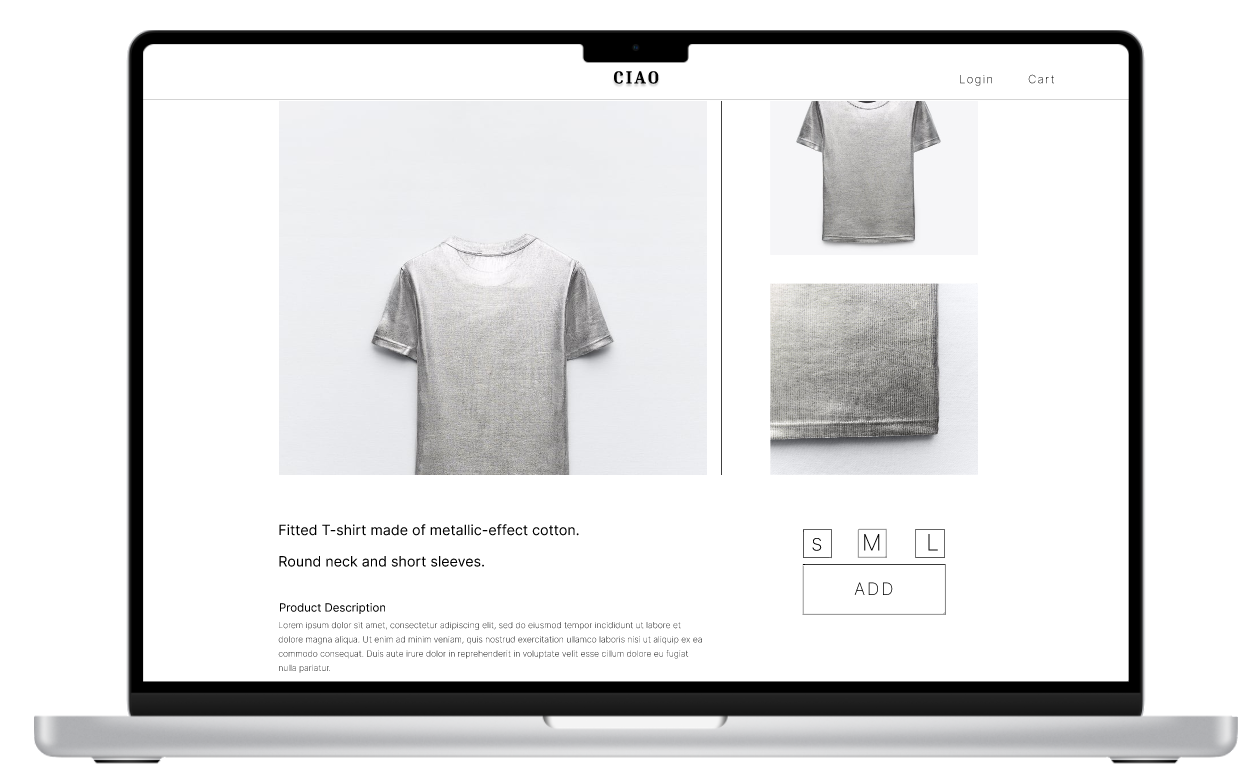 CIAO
Login Cart
Fitted T-shirt made of metallic-effect cotton.
Round neck and short sleeves.
Product Description
Lorem ipsum dolor sit amet, consectetur adipiscing elit, sed do eiusmod tempor incididunt ut labore et
dolore magna aliqua. Ut enim ad minim veniam, quis nostrud exercitation ullamco laboris nisi ut aliquip ex ea
commodo consequat. Duis aute irure dolor in reprehenderit in voluptate velit esse cillum dolore eu fugiat
nulla pariatur.
S M L
ADD